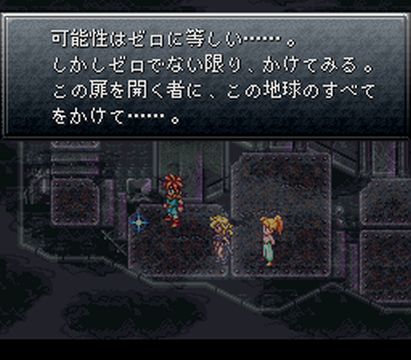 可能性はゼロに等しい……。
しかしゼロでない限り、かけてみる。
この扉を開く者に、この地球のすべて
をかけて……。